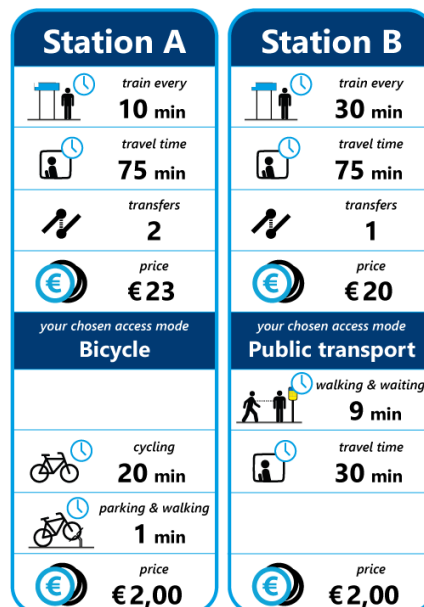 Station A
train every
10 min
travel time
75 min
transfers
2
price
€23
your chosen access mode
Bicycle
cycling
20 min
parking & walking
1 min
price
€2,00
Station B
train every
30 min
travel time
75 min
transfers
1
price
€20
your chosen access mode
Public transport
walking & waiting
9 min
travel time
30 min
price
€2,00